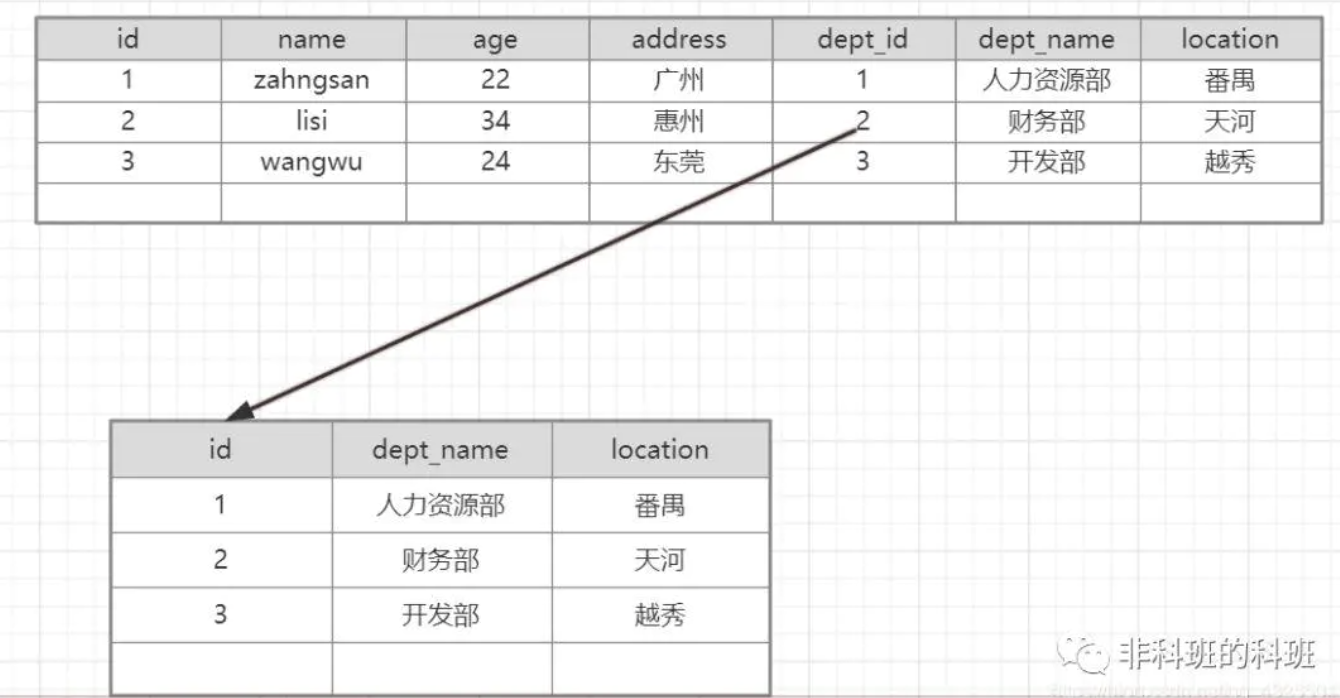 id name age address dept_id dept_name location
1 zahngsan 22 广州 1 人力资源部 番禺
2 lisi 34 惠州 2 财务部 天河
3 wangwu 24 东莞 3 开发部 越秀
id dept_name location
1 人力资源部 番禺
2 财务部 天河
3 开发部 越秀
非科班的科班